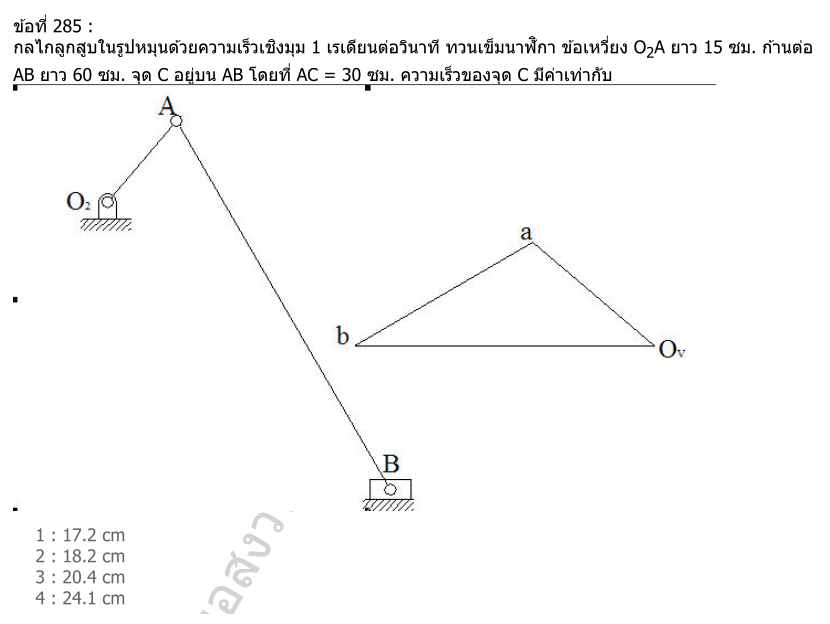 ข้อที่ 285 :
กลไกลูกสูบในรูปหมุนด้วยความเร็วเชิงมุม 1 เรเดียนต่อวินาที ทวนเข็มนาฬิกา ข้อเหวี่ยง O2A ยาว 15 ซม. ก้านต่อ
AB ยาว 60 ซม. จุด C อยู่บน AB โดยที่ AC = 30 ซม. ความเร็วของจุด C มีค่าเท่ากับ
A
O2
a
b
Ov
B
1 : 17.2 cm
2 : 18.2 cm
3 : 20.4 cm
4 : 24.1 cm